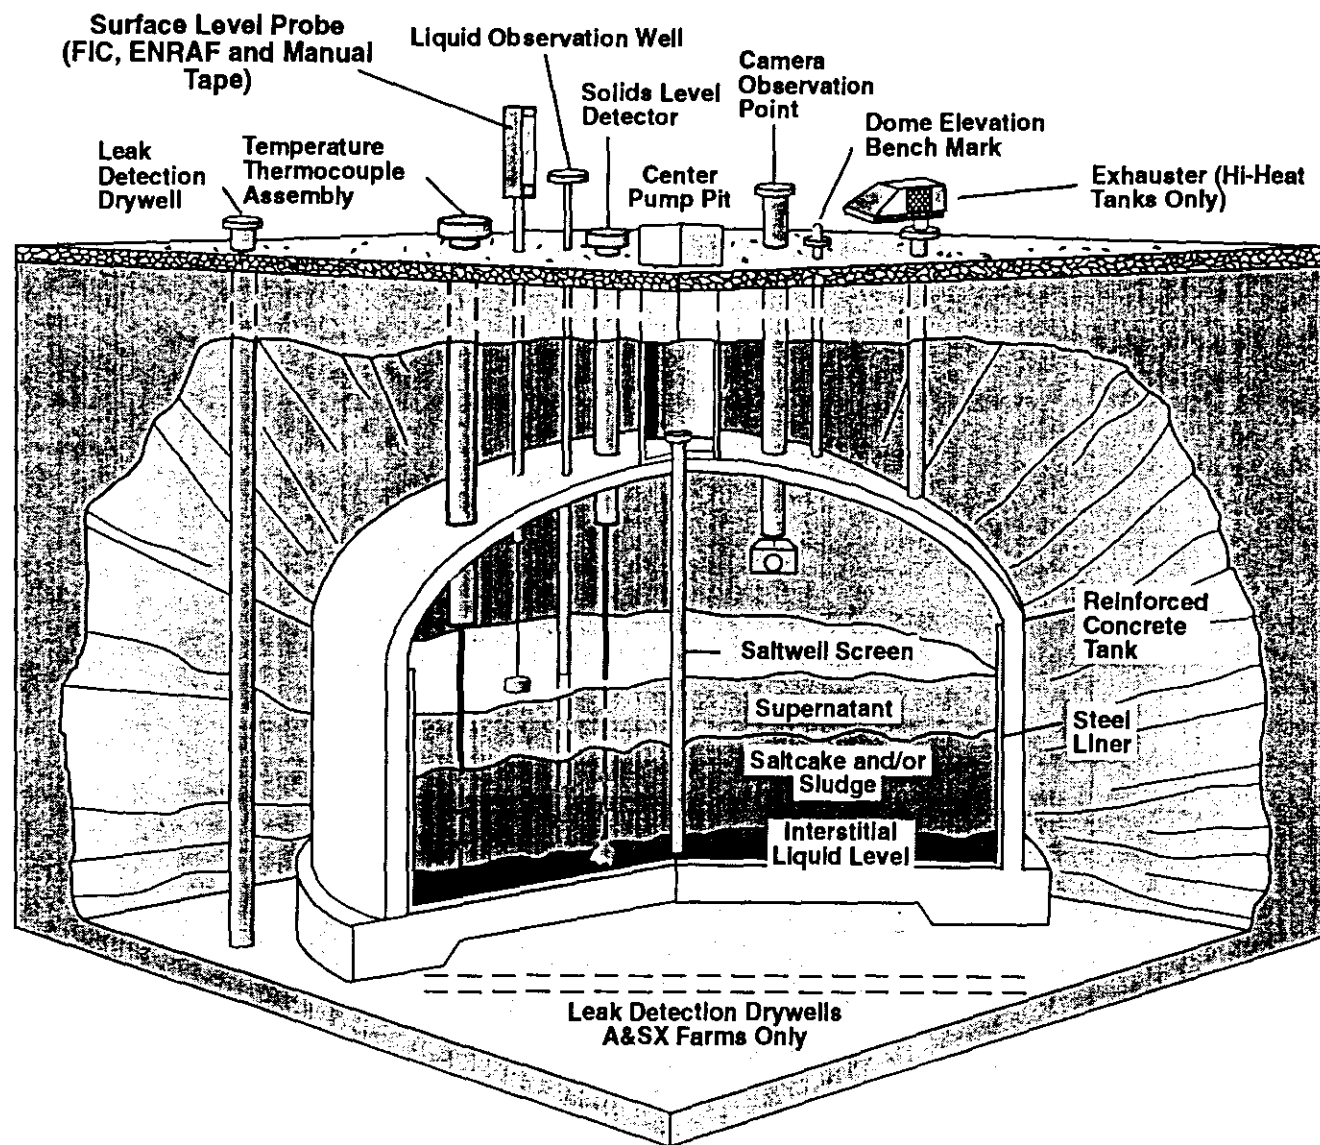 Surface Level Probe
(FIC, ENRAF and Manual
Tape)
Liquid Observation Well
Solids Level
Detector
Camera
Observation
Point
Dome Elevation
Bench Mark
Exhauster (Hi-Heat
Tanks Only)
Leak
Detection
Drywell
Temperature
Thermocouple
Assembly
Center
Pump Pit
Reinforced
Concrete
Tank
Saltwell Screen
Supernatant
Steel
Liner
Saltcake and/or
Sludge
Interstitial
Liquid Level
Leak Detection Drywells
A&SX Farms Only